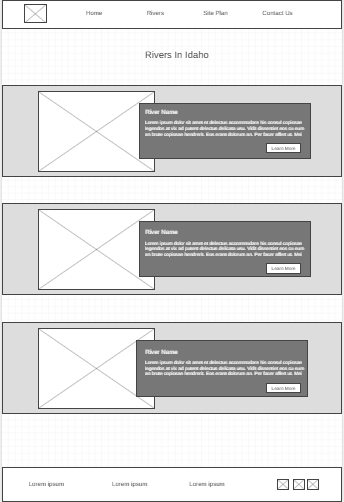 Home Rivers Site Plan Contact Us
Rivers In Idaho
River Name
Lorem ipsum dolor sit amet et delectus accommodare his consul copiosae
legendos at vix ad putent delectus delicata usu. Vidit dissentiet eos cu eum
an brute copiosae hendrerit. Eos erant dolorum an. Per facer affert ut. Mei
Learn More
River Name
Lorem ipsum dolor sit amet et delectus accommodare his consul copiosae
legendos at vix ad putent delectus delicata usu. Vidit dissentiet eos cu eum
an brute copiosae hendrerit. Eos erant dolorum an. Per facer affert ut. Mei
Learn More
River Name
Lorem ipsum dolor sit amet et delectus accommodare his consul copiosae
legendos at vix ad putent delectus delicata usu. Vidit dissentiet eos cu eum
an brute copiosae hendrerit. Eos erant dolorum an. Per facer affert ut. Mei
Learn More
Lorem ipsum Lorem ipsum Lorem ipsum